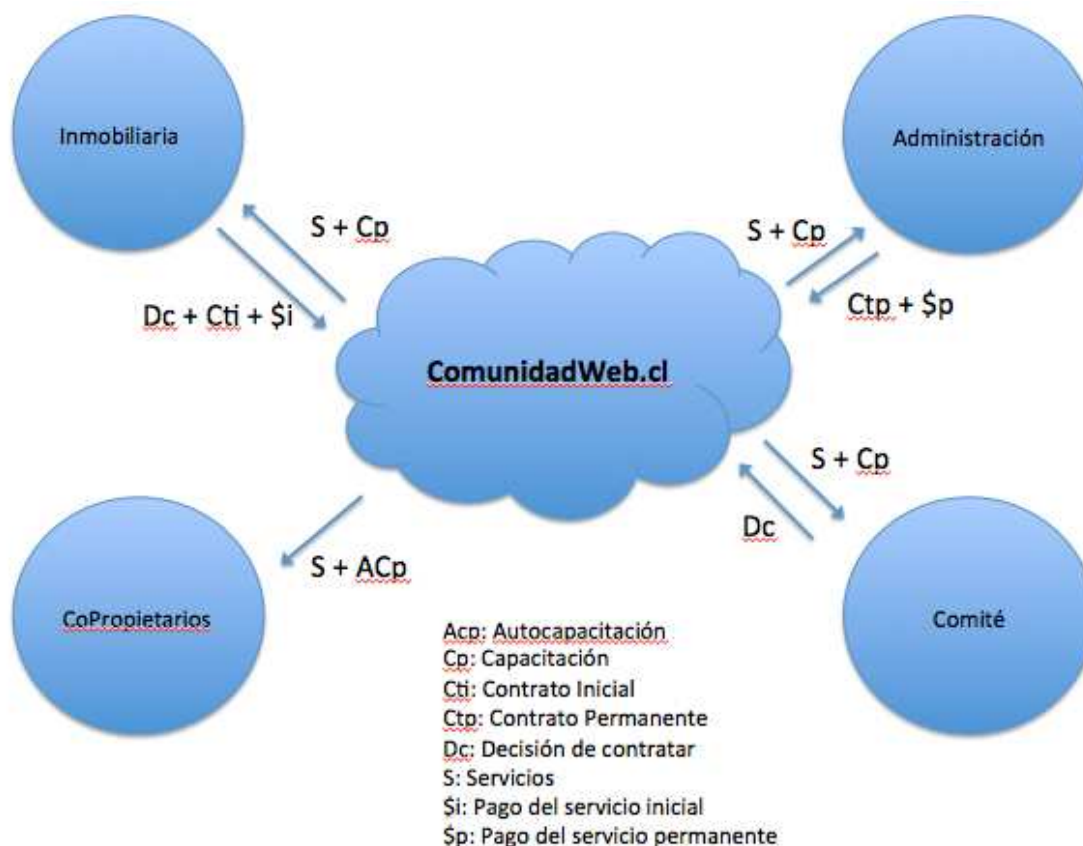 Inmobiliaria
Administración
S + Cp
S + Cp
Dc + Cti + $i
Ctp + $p
ComunidadWeb.cl
S + Cp
Dc
S + ACp
CoPropietarios
Comité
Acp: Autocapacitación
Cp: Capacitación
Cti: Contrato Inicial
Ctp: Contrato Permanente
Dc: Decisión de contratar
S: Servicios
$i: Pago del servicio inicial
$p: Pago del servicio permanente